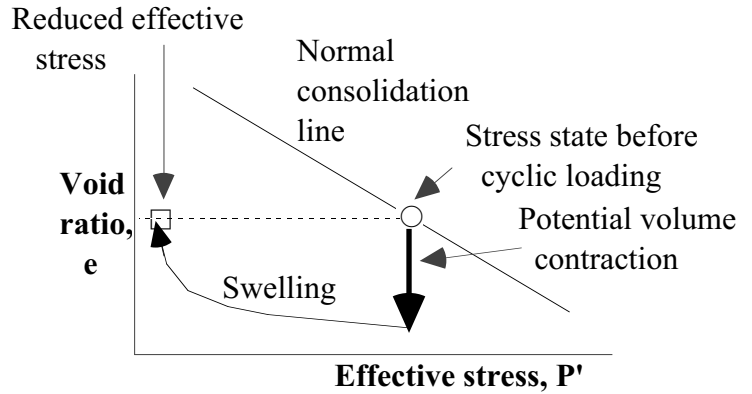 Reduced effective
stress
Normal
consolidation
line
Stress state before
cyclic loading
Void
ratio,
e
Potential volume
contraction
Swelling
Effective stress, P'